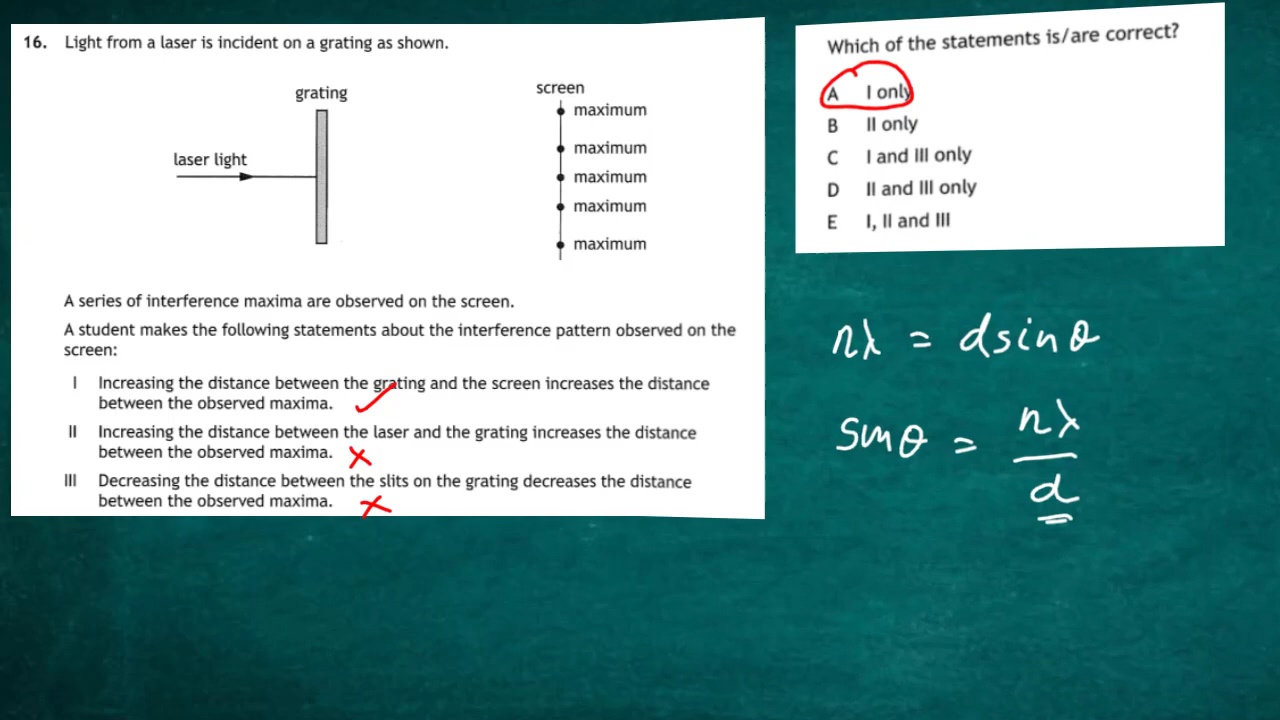 16. Light from a laser is incident on a grating as shown.
grating
screen
laser light
maximum
maximum
maximum
maximum
maximum
A series of interference maxima are observed on the screen.
A student makes the following statements about the interference pattern observed on the
screen:
I Increasing the distance between the grating and the screen increases the distance
between the observed maxima.
II Increasing the distance between the laser and the grating increases the distance
between the observed maxima.
III Decreasing the distance between the slits on the grating decreases the distance
between the observed maxima.
Which of the statements is/are correct?
A I only
B II only
C I and III only
D II and III only
E I, II and III
nλ = dsinθ
sinθ = nλ
d